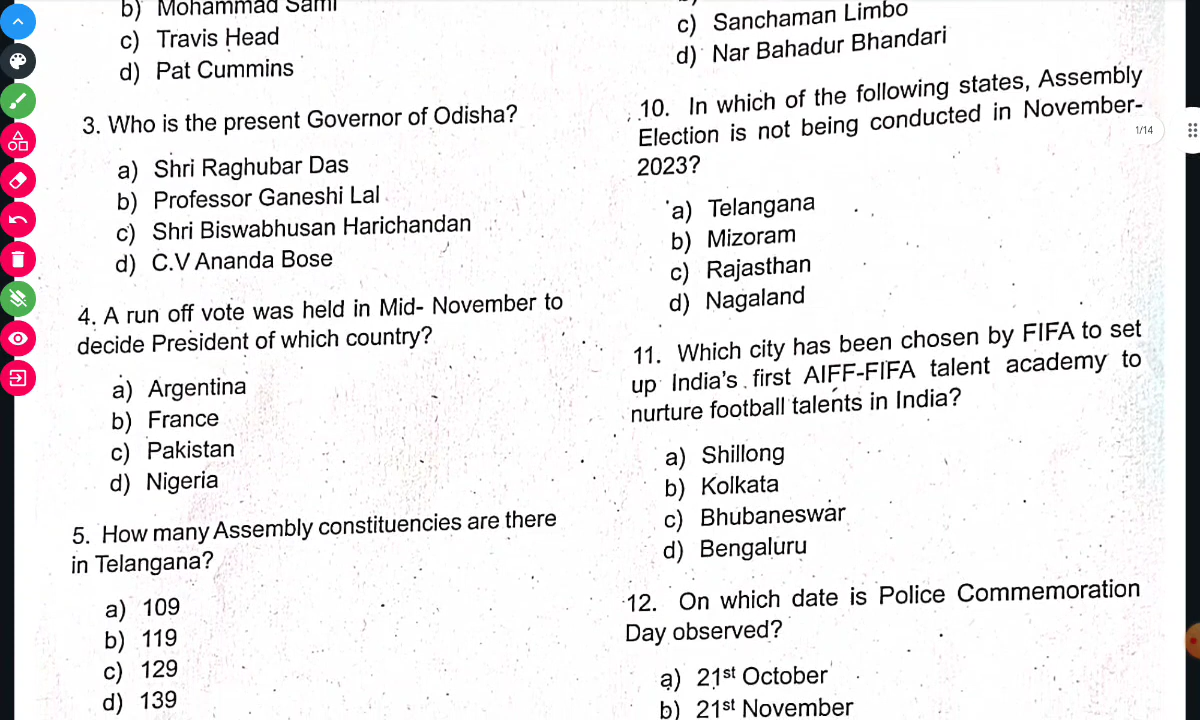 b) Mohammad Sami
c) Travis Head
d) Pat Cummins
3. Who is the present Governor of Odisha?
a) Shri Raghubar Das
b) Professor Ganeshi Lal
c) Shri Biswabhusan Harichandan
d) C.V Ananda Bose
4. A run off vote was held in Mid- November to
decide President of which country?
a) Argentina
b) France
c) Pakistan
d) Nigeria
5. How many Assembly constituencies are there
in Telangana?
a) 109
b) 119
c) 129
d) 139
c) Sanchaman Limbo
d) Nar Bahadur Bhandari
10. In which of the following states, Assembly
Election is not being conducted in November-
2023?
a) Telangana
b) Mizoram
c) Rajasthan
d) Nagaland
11. Which city has been chosen by FIFA to set
up India's first AIFF-FIFA talent academy to
nurture football talents in India?
a) Shillong
b) Kolkata
c) Bhubaneswar
d) Bengaluru
12. On which date is Police Commemoration
Day observed?
a) 21st October
b) 21st November
1/14